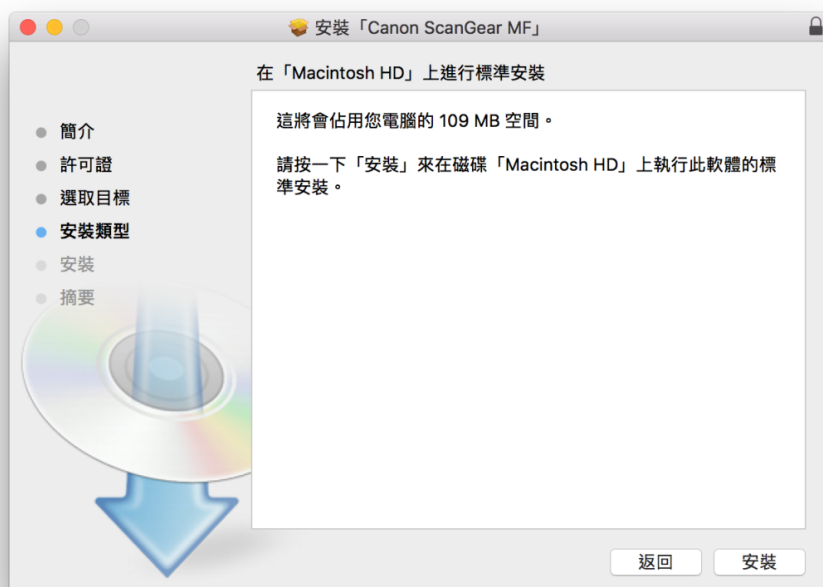 安裝「Canon ScanGear MF」
在「Macintosh HD」上進行標準安裝
簡介
許可證
選取目標
安裝類型
安裝
摘要
這將會佔用您電腦的 109 MB 空間。
請按一下「安裝」來在磁碟「Macintosh HD」上執行此軟體的標
準安裝。
返回
安裝